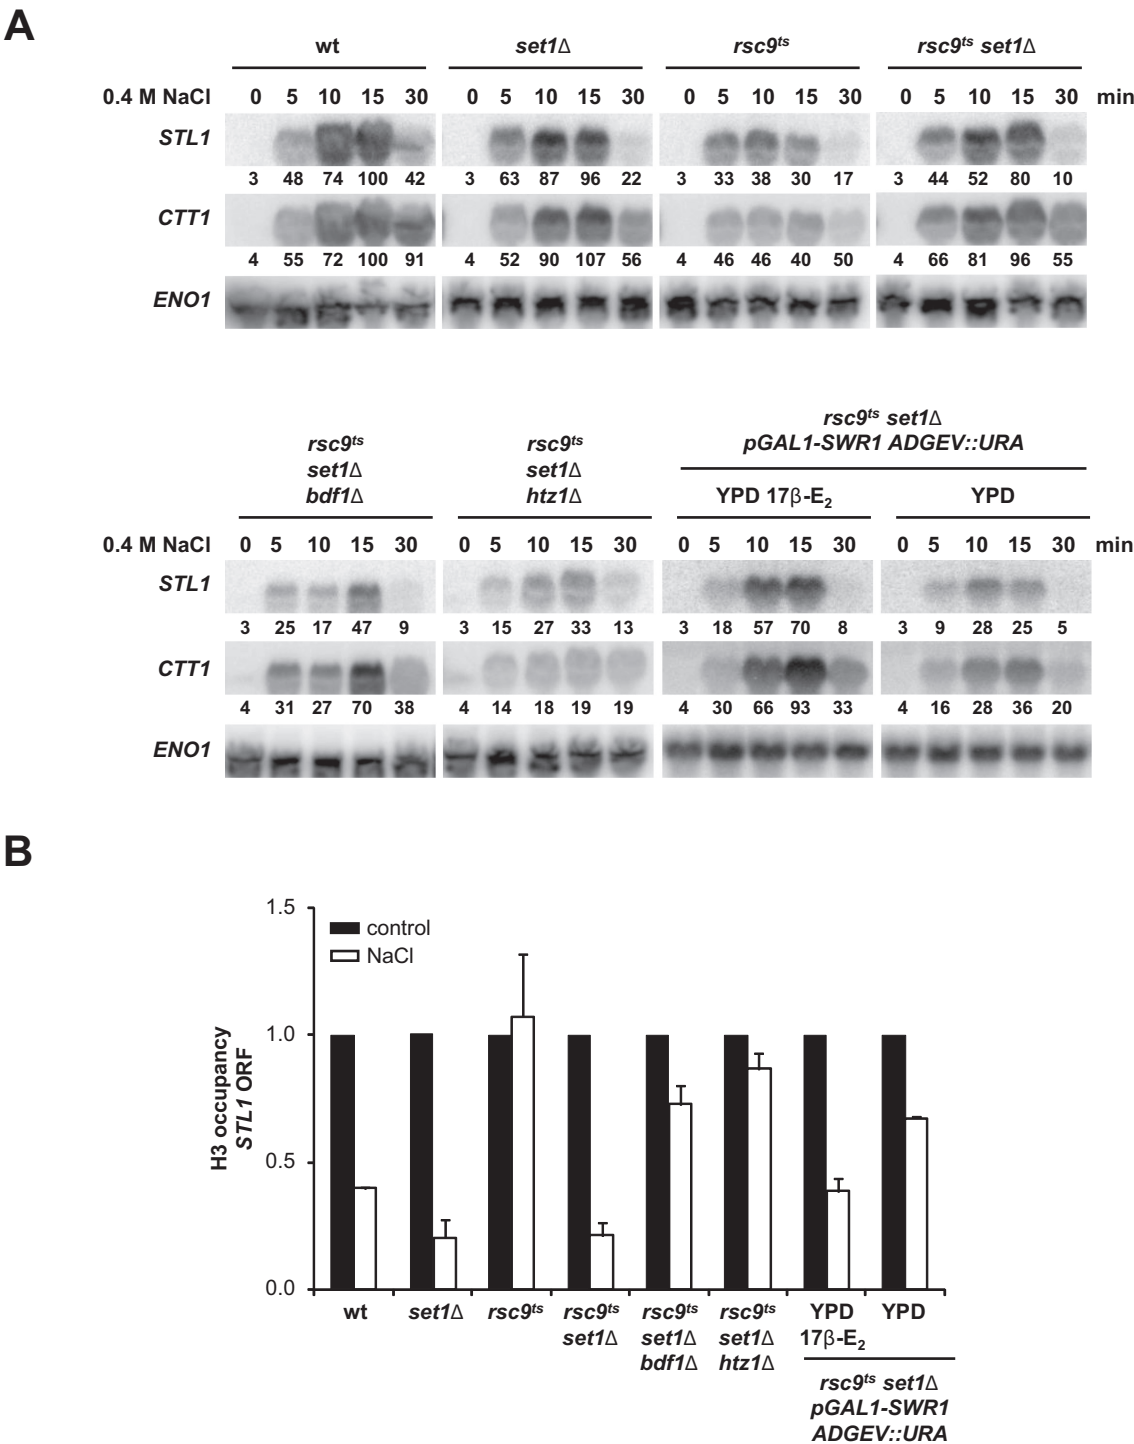 A
wt set1Δ rsc9ts rsc9ts set1Δ
0.4 M NaCl 0 5 10 15 30 0 5 10 15 30 0 5 10 15 30 0 5 10 15 30 min
STL1
3 48 74 100 42 3 63 87 96 22 3 33 38 30 17 3 44 52 80 10
CTT1
4 55 72 100 91 4 52 90 107 56 4 46 46 40 50 4 66 81 96 55
ENO1
rsc9ts set1Δ
pGAL1-SWR1 ADGEV::URA
rsc9ts rsc9ts
set1Δ set1Δ
bdf1Δ htz1Δ YPD 17β-E2 YPD
0.4 M NaCl 0 5 10 15 30 0 5 10 15 30 0 5 10 15 30 0 5 10 15 30 min
STL1
3 25 17 47 9 3 15 27 33 13 3 18 57 70 8 3 9 28 25 5
CTT1
4 31 27 70 38 4 14 18 19 19 4 30 66 93 33 4 16 28 36 20
ENO1
B
1.5
control
NaCl
1.0
H3 occupancy
STL1 ORF
0.5
0.0
wt set1Δ rsc9ts rsc9ts rsc9ts rsc9ts YPD YPD
set1Δ set1Δ set1Δ 17β-E2
bdf1Δ htz1Δ
rsc9ts set1Δ
pGAL1-SWR1
ADGEV::URA